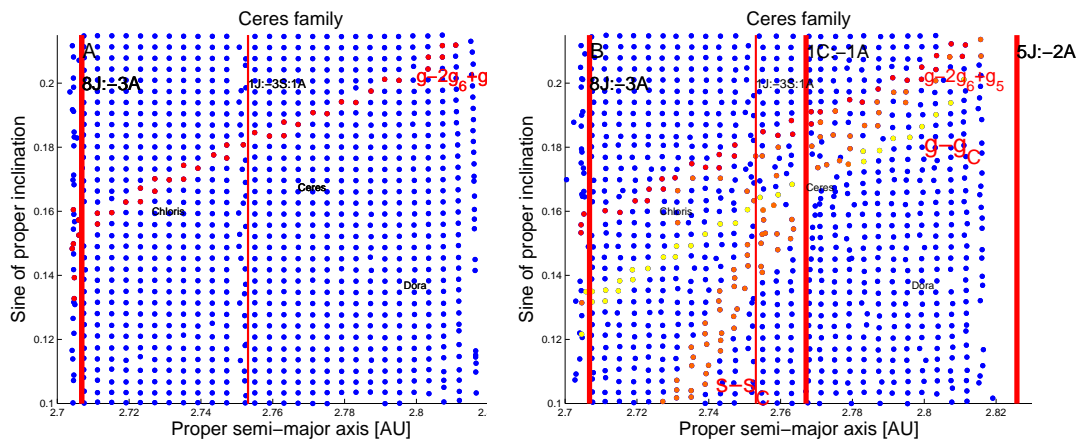 Ceres family
A
8J:-3A
1J:-3S:1A
g-2g6+g
Ceres
Chloris
Dora
Sine of proper inclination
0.2
0.18
0.16
0.14
0.12
0.1
2.7
2.72
2.74
2.76
2.78
2.8
2.
Proper semi-major axis [AU]
Ceres family
B
8J:-3A
1J:-3S:1A
1C:-1A
5J:-2A
g-2g6+g5
g-gC
Ceres
Chloris
Dora
s-s
Sine of proper inclination
0.2
0.18
0.16
0.14
0.12
0.1
2.7
2.72
2.74
2.76
2.78
2.8
2.82
Proper semi-major axis [AU]